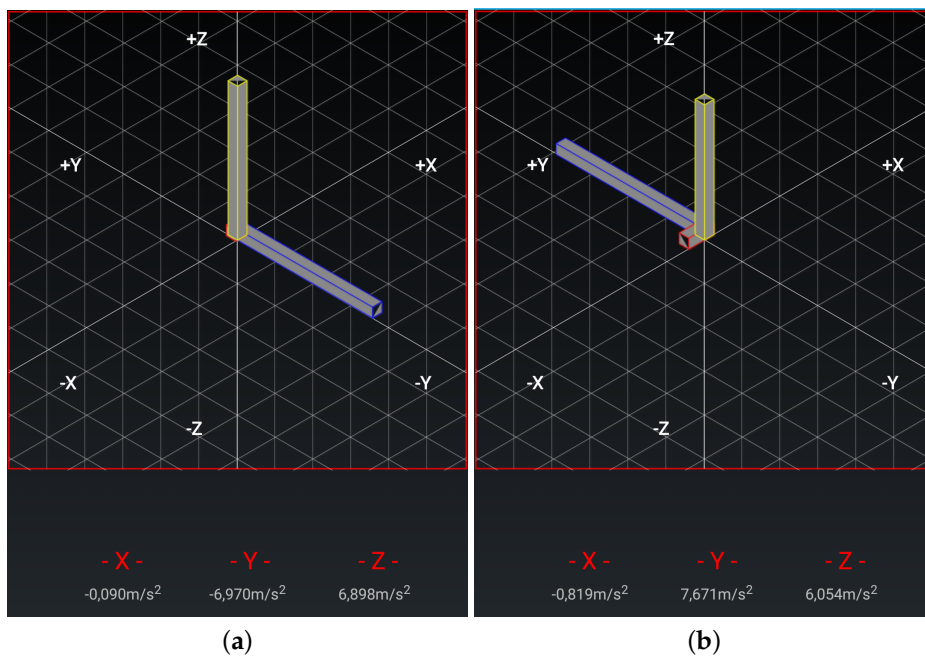 +Z
+Y
+X
-X
-Y
-Z
- X -
- Y -
- Z -
-0,090m/s²
-6,970m/s²
6,898m/s²
(a)
+Z
+Y
+X
-X
-Y
-Z
- X -
- Y -
- Z -
-0,819m/s²
7,671m/s²
6,054m/s²
(b)